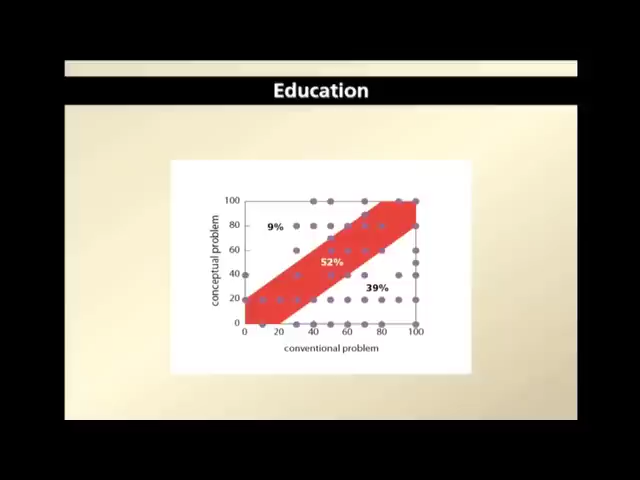 Education
100
80
60
40
20
0
conceptual problem
9%
52%
39%
0 20 40 60 80 100
conventional problem